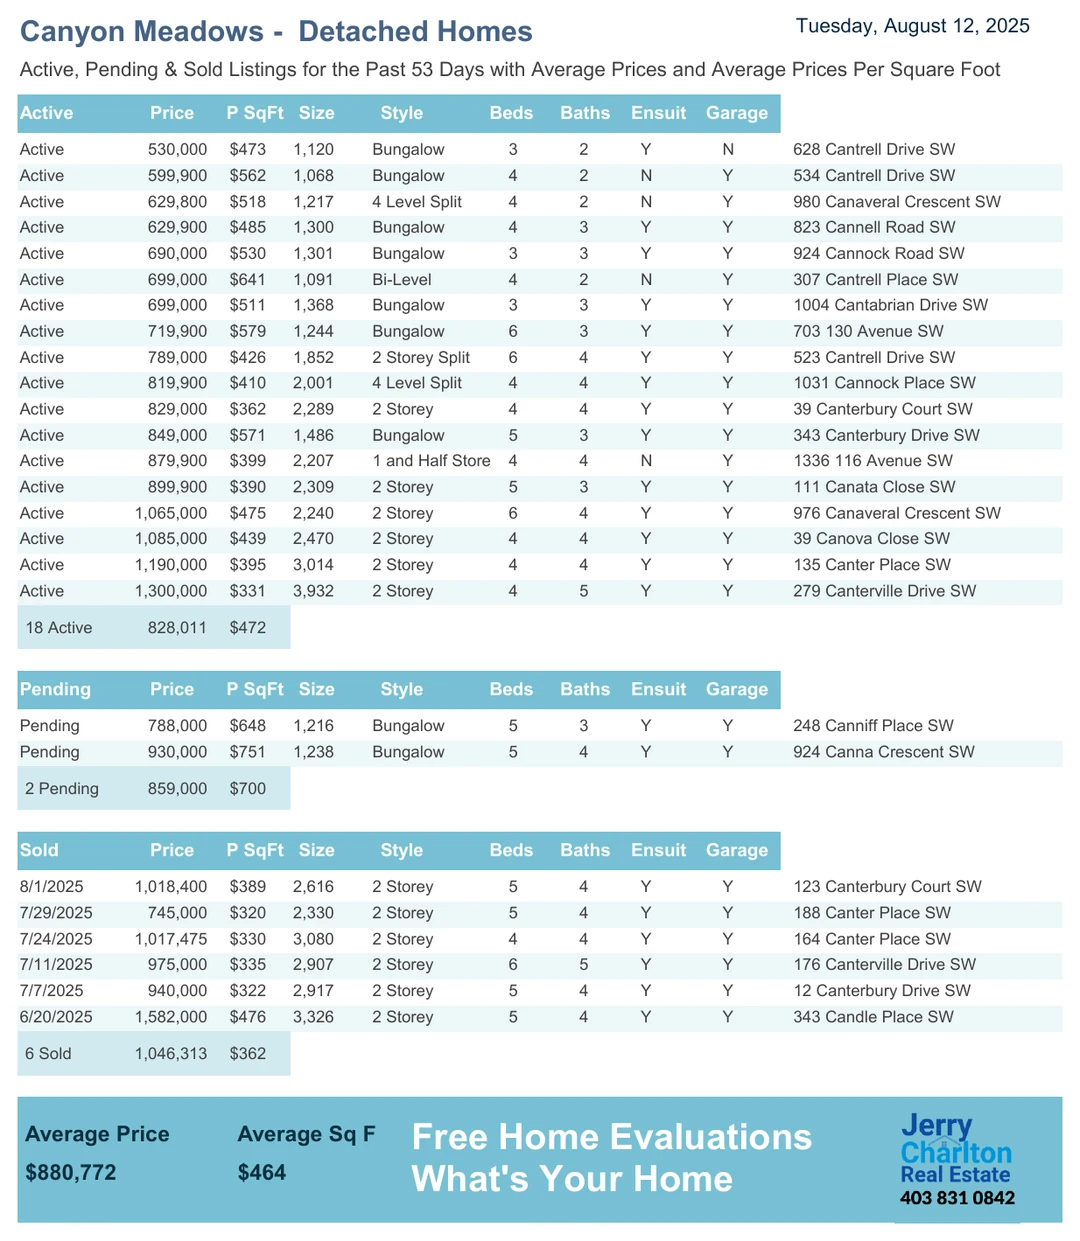 Canyon Meadows - Detached Homes
Tuesday, August 12, 2025
Active, Pending & Sold Listings for the Past 53 Days with Average Prices and Average Prices Per Square Foot
Active Price P SqFt Size Style Beds Baths Ensuit Garage
Active 530,000 $473 1,120 Bungalow 3 2 Y N 628 Cantrell Drive SW
Active 599,900 $562 1,068 Bungalow 4 2 N Y 534 Cantrell Drive SW
Active 629,800 $518 1,217 4 Level Split 4 2 N Y 980 Canaveral Crescent SW
Active 629,900 $485 1,300 Bungalow 4 3 Y Y 823 Cannell Road SW
Active 690,000 $530 1,301 Bungalow 3 3 Y Y 924 Cannock Road SW
Active 699,000 $641 1,091 Bi-Level 4 2 N Y 307 Cantrell Place SW
Active 699,000 $511 1,368 Bungalow 3 3 Y Y 1004 Cantabrian Drive SW
Active 719,900 $579 1,244 Bungalow 6 3 Y Y 703 130 Avenue SW
Active 789,000 $426 1,852 2 Storey Split 6 4 Y Y 523 Cantrell Drive SW
Active 819,900 $410 2,001 4 Level Split 4 4 Y Y 1031 Cannock Place SW
Active 829,000 $362 2,289 2 Storey 4 4 Y Y 39 Canterbury Court SW
Active 849,000 $571 1,486 Bungalow 5 3 Y Y 343 Canterbury Drive SW
Active 879,900 $399 2,207 1 and Half Store 4 4 N Y 1336 116 Avenue SW
Active 899,900 $390 2,309 2 Storey 5 3 Y Y 111 Canata Close SW
Active 1,065,000 $475 2,240 2 Storey 6 4 Y Y 976 Canaveral Crescent SW
Active 1,085,000 $439 2,470 2 Storey 4 4 Y Y 39 Canova Close SW
Active 1,190,000 $395 3,014 2 Storey 4 4 Y Y 135 Canter Place SW
Active 1,300,000 $331 3,932 2 Storey 4 5 Y Y 279 Canterville Drive SW
18 Active 828,011 $472
Pending Price P SqFt Size Style Beds Baths Ensuit Garage
Pending 788,000 $648 1,216 Bungalow 5 3 Y Y 248 Canniff Place SW
Pending 930,000 $751 1,238 Bungalow 5 4 Y Y 924 Canna Crescent SW
2 Pending 859,000 $700
Sold Price P SqFt Size Style Beds Baths Ensuit Garage
8/1/2025 1,018,400 $389 2,616 2 Storey 5 4 Y Y 123 Canterbury Court SW
7/29/2025 745,000 $320 2,330 2 Storey 5 4 Y Y 188 Canter Place SW
7/24/2025 1,017,475 $330 3,080 2 Storey 4 4 Y Y 164 Canter Place SW
7/11/2025 975,000 $335 2,907 2 Storey 6 5 Y Y 176 Canterville Drive SW
7/7/2025 940,000 $322 2,917 2 Storey 5 4 Y Y 12 Canterbury Drive SW
6/20/2025 1,582,000 $476 3,326 2 Storey 5 4 Y Y 343 Candle Place SW
6 Sold 1,046,313 $362
Average Price Average Sq F
$880,772 $464
Free Home Evaluations
What's Your Home
Jerry
Charlton
Real Estate
403 831 0842